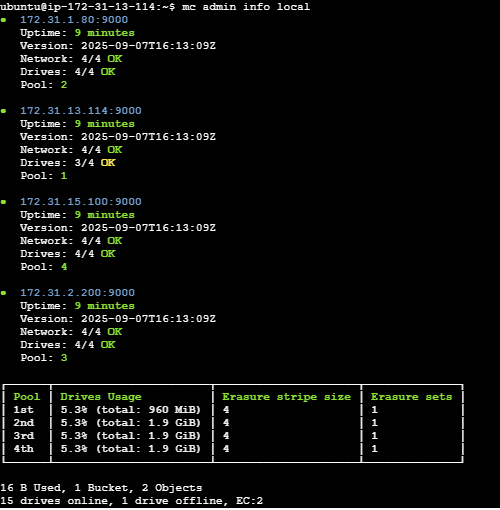 ubuntu@ip-172-31-13-114:~$ mc admin info local
● 172.31.1.80:9000
Uptime: 9 minutes
Version: 2025-09-07T16:13:09Z
Network: 4/4 OK
Drives: 4/4 OK
Pool: 2
● 172.31.13.114:9000
Uptime: 9 minutes
Version: 2025-09-07T16:13:09Z
Network: 4/4 OK
Drives: 3/4 OK
Pool: 1
● 172.31.15.100:9000
Uptime: 9 minutes
Version: 2025-09-07T16:13:09Z
Network: 4/4 OK
Drives: 4/4 OK
Pool: 4
● 172.31.2.200:9000
Uptime: 9 minutes
Version: 2025-09-07T16:13:09Z
Network: 4/4 OK
Drives: 4/4 OK
Pool: 3
│ Pool │ Drives Usage │ Erasure stripe size │ Erasure sets │
│ 1st │ 5.3% (total: 960 MiB) │ 4 │ 1 │
│ 2nd │ 5.3% (total: 1.9 GiB) │ 4 │ 1 │
│ 3rd │ 5.3% (total: 1.9 GiB) │ 4 │ 1 │
│ 4th │ 5.3% (total: 1.9 GiB) │ 4 │ 1 │
16 B Used, 1 Bucket, 2 Objects
15 drives online, 1 drive offline, EC:2